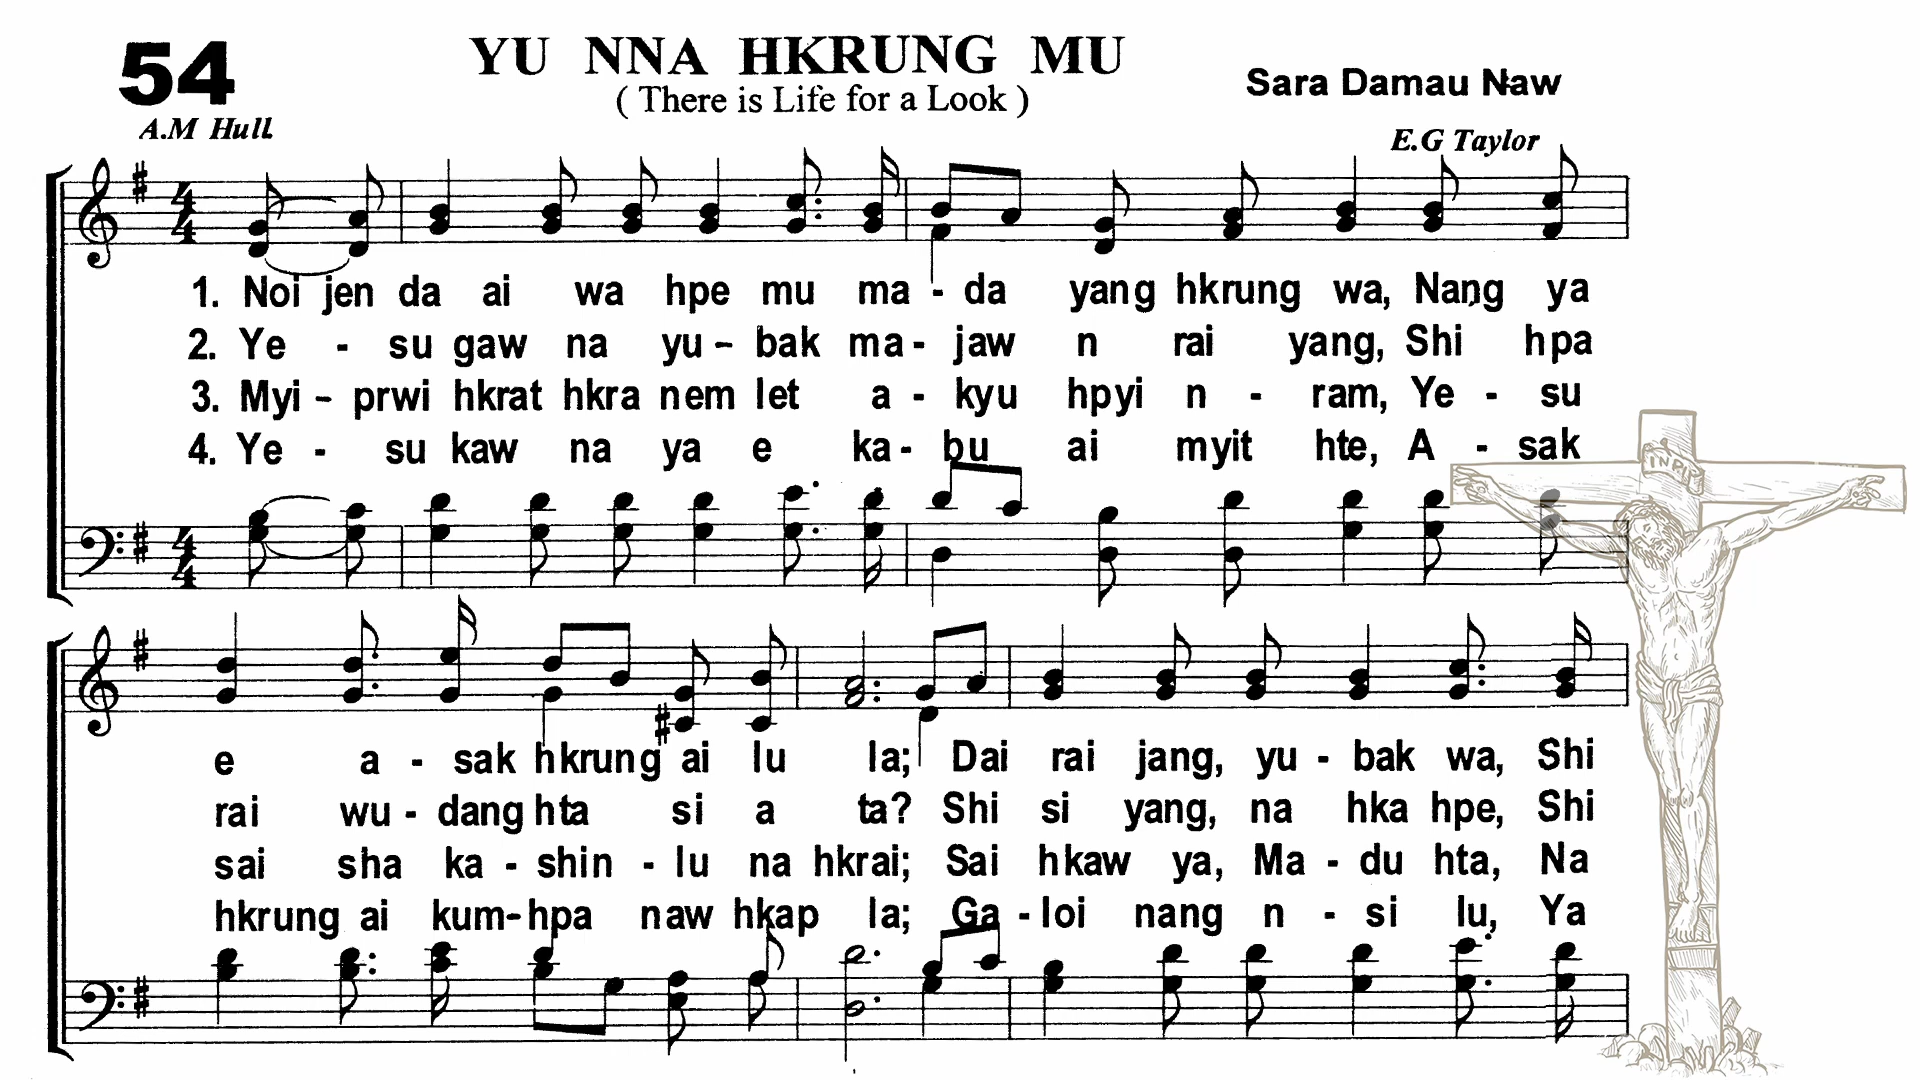 54
YU NNA HKRUNG MU
( There is Life for a Look )
Sara Damau Naw
A.M Hull
E.G Taylor
4
4
1. Noi jen da ai wa hpe mu ma - da yang hkrung wa, Nang ya
2. Ye - su gaw na yu - bak ma - jaw n rai yang, Shi hpa
3. Myi - prwi hkrat hkra nem let a - kyu hpyi n - ram, Ye - su
4. Ye - su kaw na ya e ka - bu ai myit hte, A - sak
4
4
INRI
e a - sak hkrung ai lu la; Dai rai jang, yu - bak wa, Shi
rai wu - dang hta si a ta? Shi si yang, na hka hpe, Shi
sai sha ka - shin - lu na hkrai; Sai hkaw ya, Ma - du hta, Na
hkrung ai kum-hpa naw hkap la; Ga - loi nang n - si lu, Ya